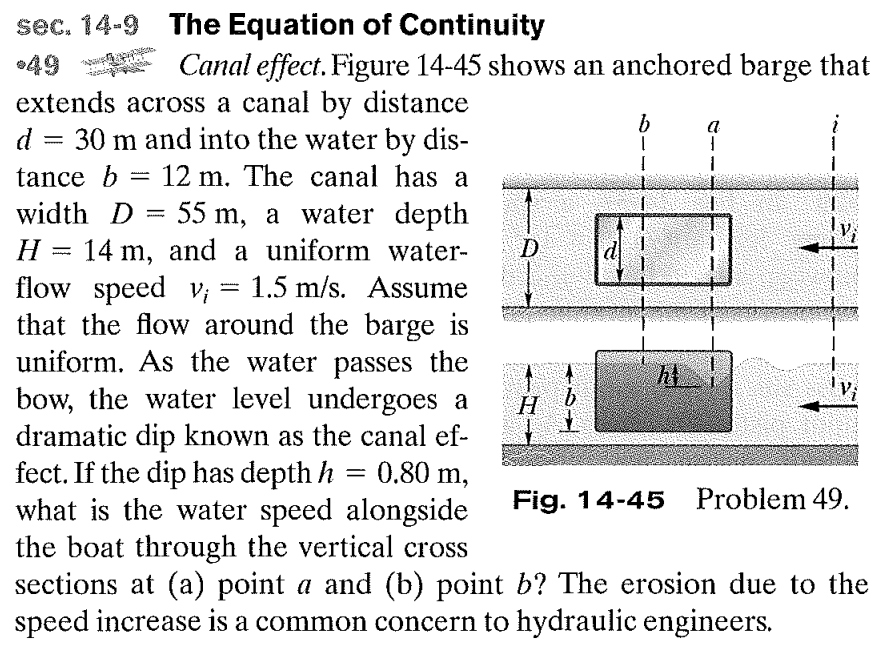 sec. 14-9 The Equation of Continuity
•49 Canal effect. Figure 14-45 shows an anchored barge that
extends across a canal by distance
d = 30 m and into the water by dis-
tance b = 12 m. The canal has a
width D = 55 m, a water depth
H = 14 m, and a uniform water-
flow speed vi = 1.5 m/s. Assume
that the flow around the barge is
uniform. As the water passes the
bow, the water level undergoes a
dramatic dip known as the canal ef-
fect. If the dip has depth h = 0.80 m,
what is the water speed alongside
the boat through the vertical cross
sections at (a) point a and (b) point b? The erosion due to the
speed increase is a common concern to hydraulic engineers.
b a i
D d vi
h
H b vi
Fig. 14-45 Problem 49.